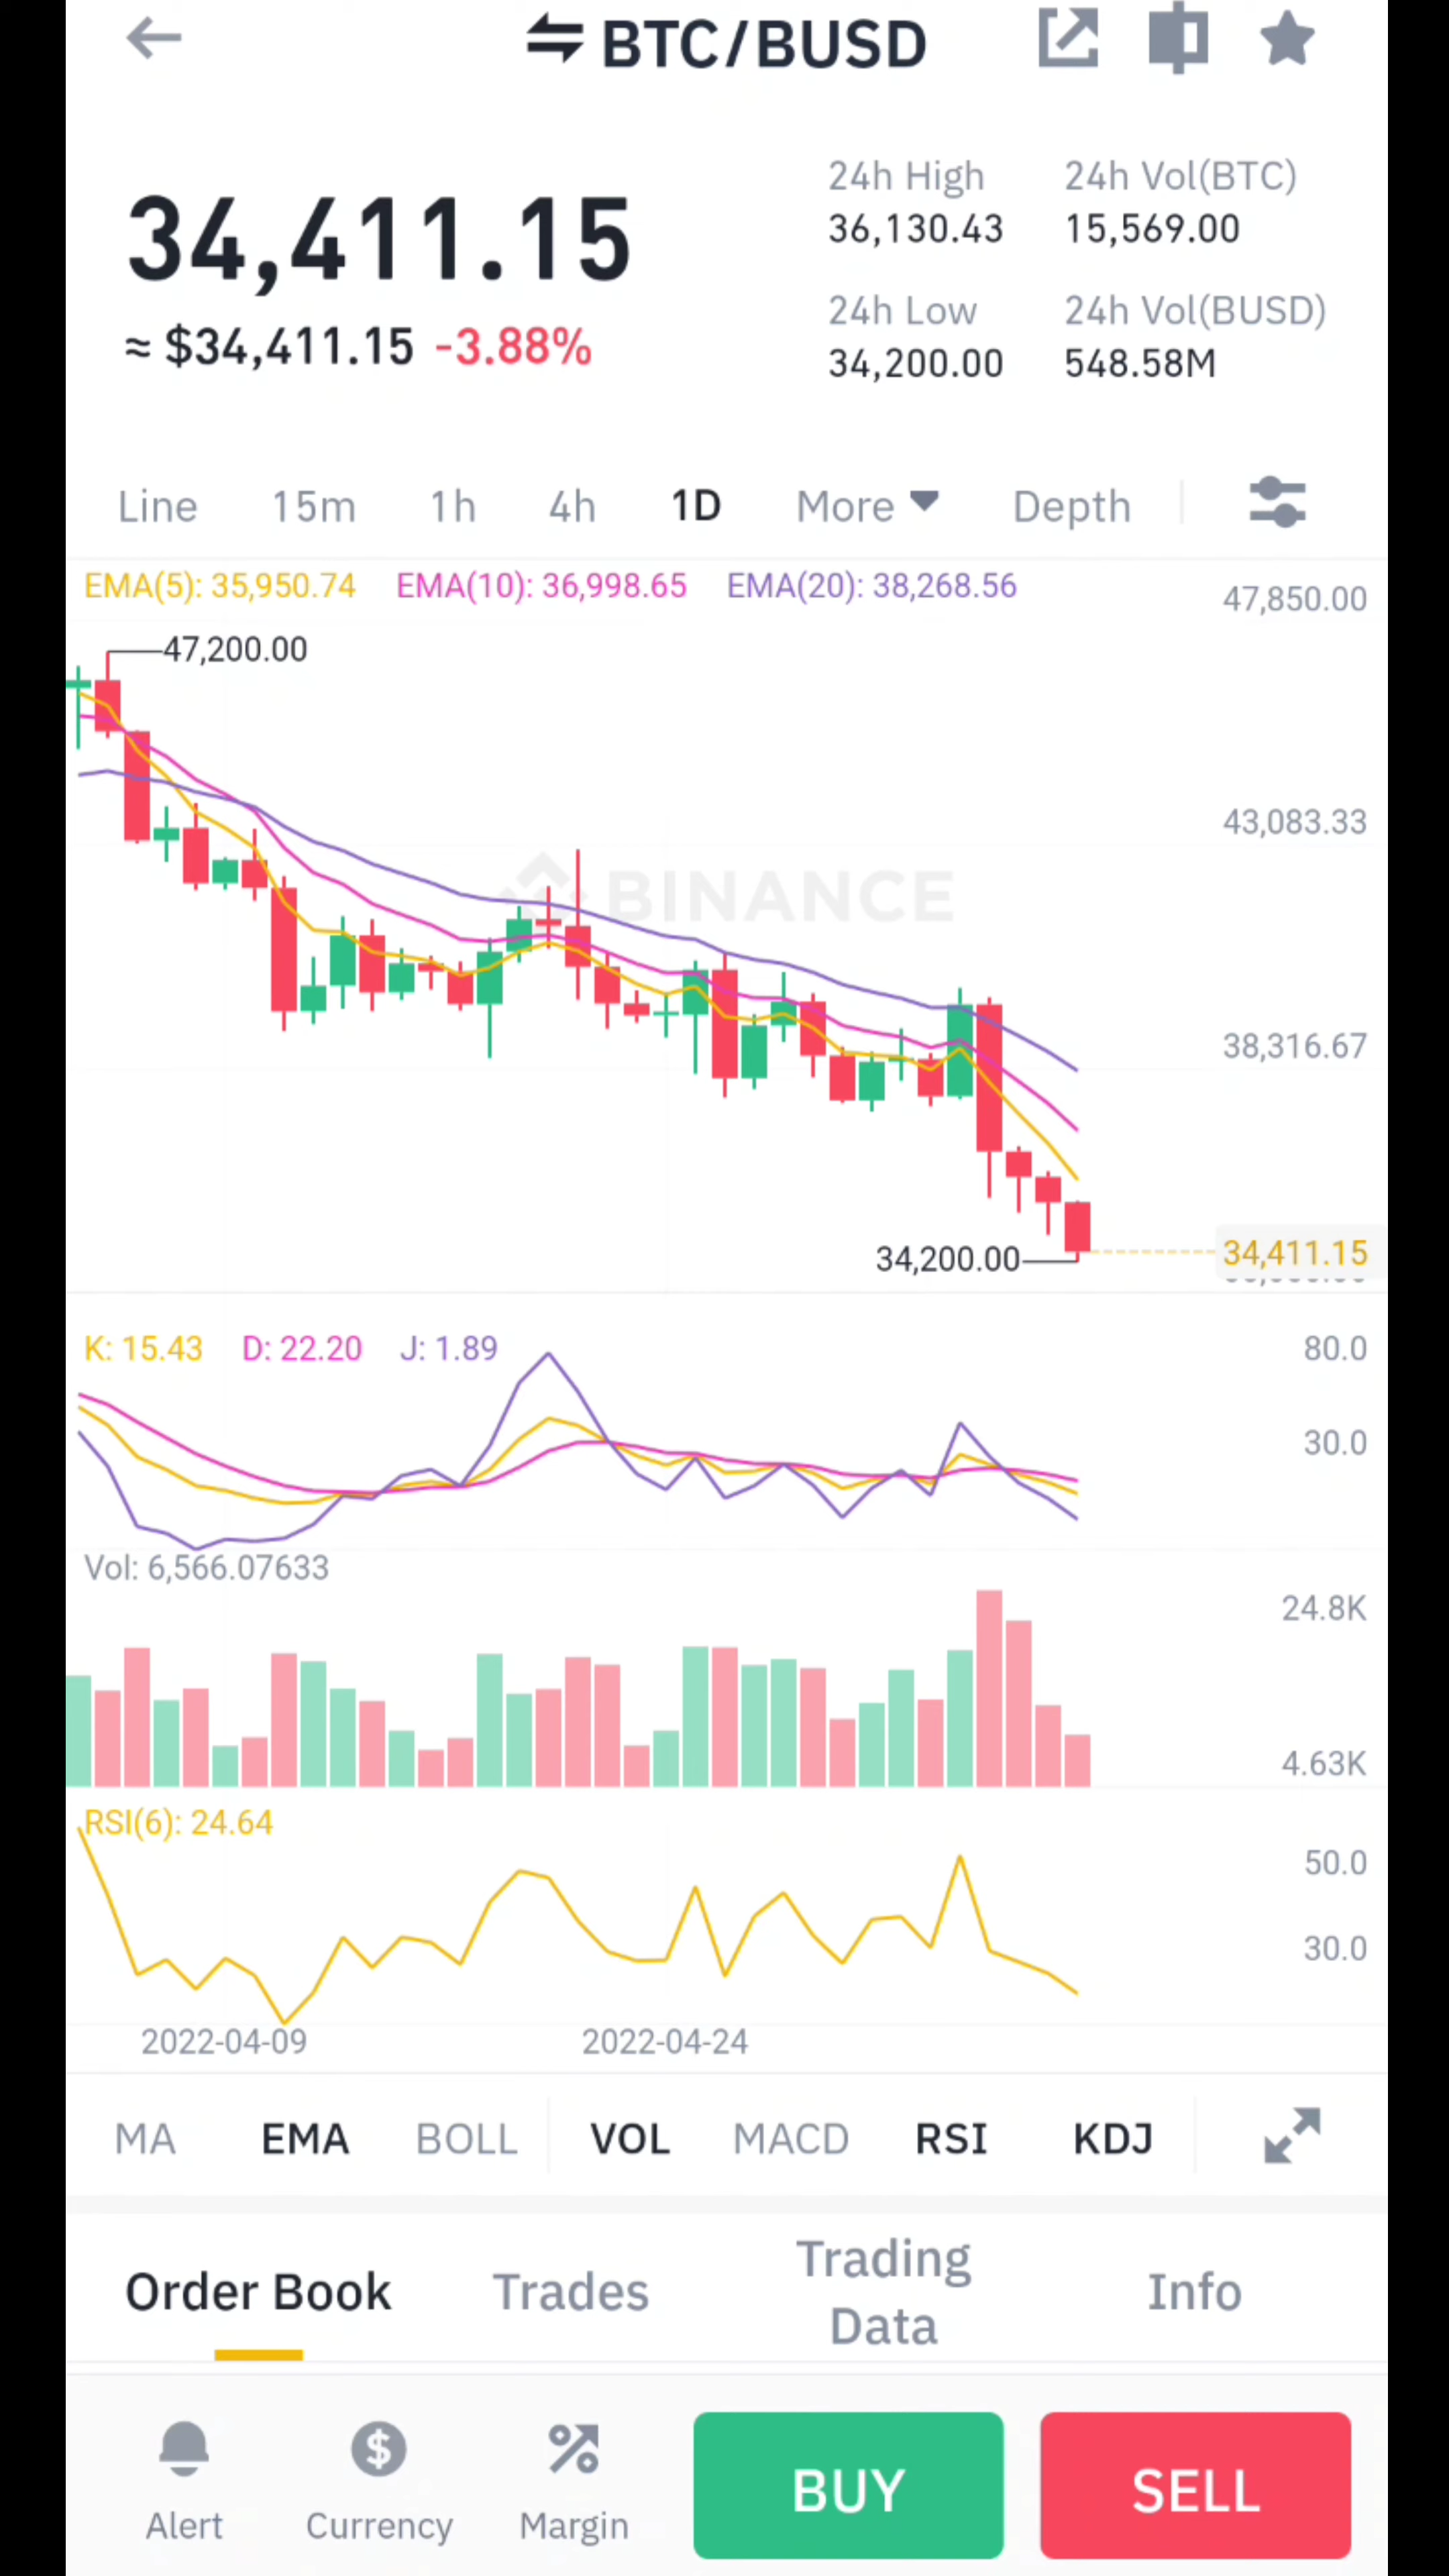 BTC/BUSD
34,411.15
≈ $34,411.15 -3.88%
24h High
36,130.43
24h Vol(BTC)
15,569.00
24h Low
34,200.00
24h Vol(BUSD)
548.58M
Line 15m 1h 4h 1D More Depth
EMA(5): 35,950.74 EMA(10): 36,998.65 EMA(20): 38,268.56
47,850.00
47,200.00
43,083.33
BINANCE
38,316.67
34,200.00
34,411.15
K: 15.43 D: 22.20 J: 1.89
80.0
30.0
Vol: 6,566.07633
24.8K
4.63K
RSI(6): 24.64
50.0
30.0
2022-04-09 2022-04-24
MA EMA BOLL VOL MACD RSI KDJ
Order Book Trades
Trading
Data
Info
Alert Currency Margin
BUY SELL